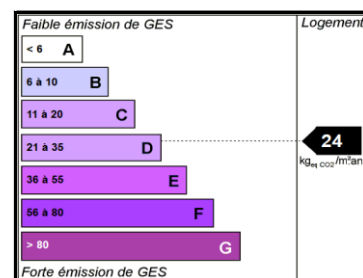 Faible émission de GES
Logement
< 6 A
6 à 10 B
11 à 20 C
21 à 35 D
24
kgeq CO2/m².an
36 à 55 E
56 à 80 F
> 80 G
Forte émission de GES